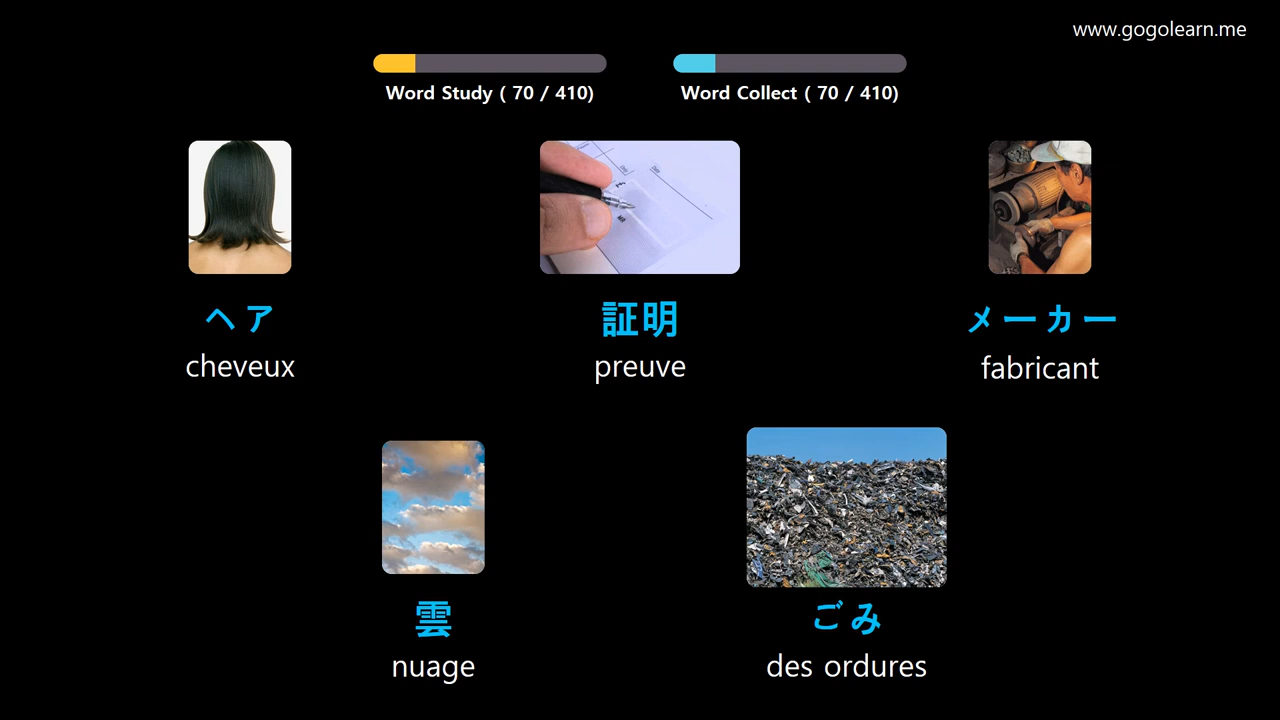 www.gogolearn.me
Word Study ( 70 / 410)
Word Collect ( 70 / 410)
ヘア
cheveux
証明
preuve
メーカー
fabricant
雲
nuage
ごみ
des ordures